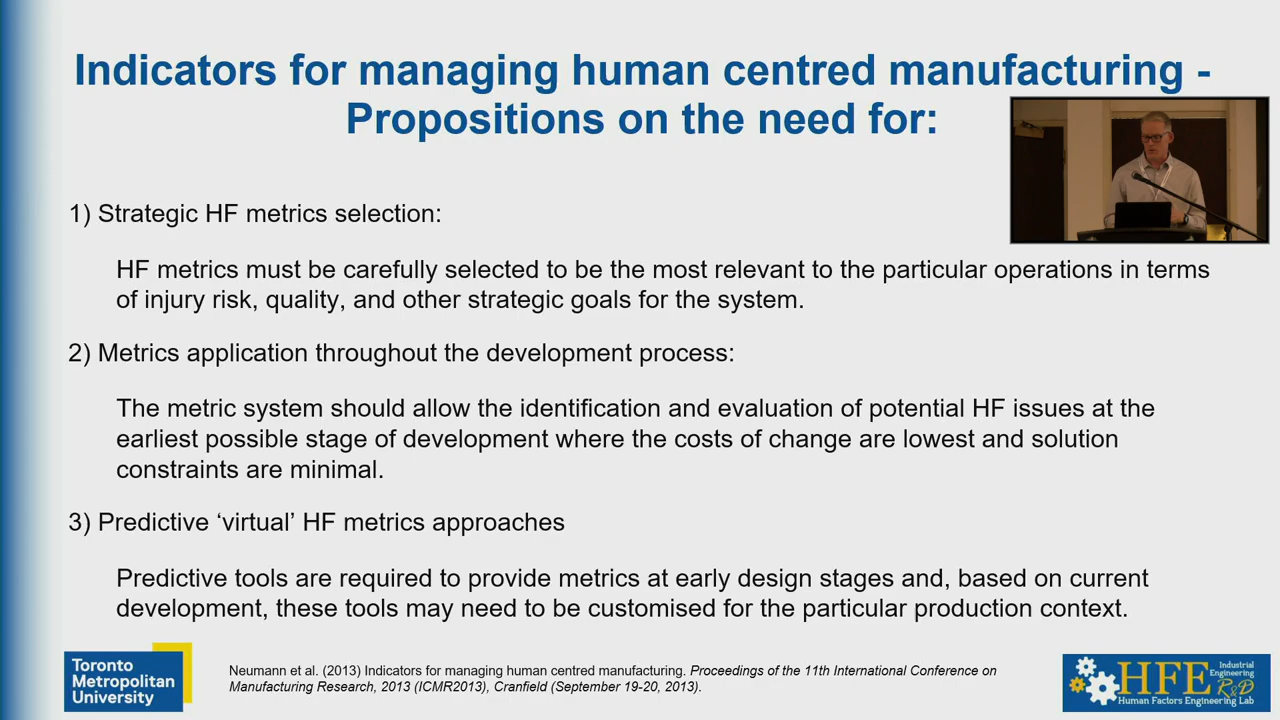 Indicators for managing human centred manufacturing -
Propositions on the need for:
1) Strategic HF metrics selection:
HF metrics must be carefully selected to be the most relevant to the particular operations in terms
of injury risk, quality, and other strategic goals for the system.
2) Metrics application throughout the development process:
The metric system should allow the identification and evaluation of potential HF issues at the
earliest possible stage of development where the costs of change are lowest and solution
constraints are minimal.
3) Predictive ‘virtual’ HF metrics approaches
Predictive tools are required to provide metrics at early design stages and, based on current
development, these tools may need to be customised for the particular production context.
Toronto
Metropolitan
University
Neumann et al. (2013) Indicators for managing human centred manufacturing. Proceedings of the 11th International Conference on
Manufacturing Research, 2013 (ICMR2013), Cranfield (September 19-20, 2013).
HFE Industrial
Engineering
R&D
Human Factors Engineering Lab